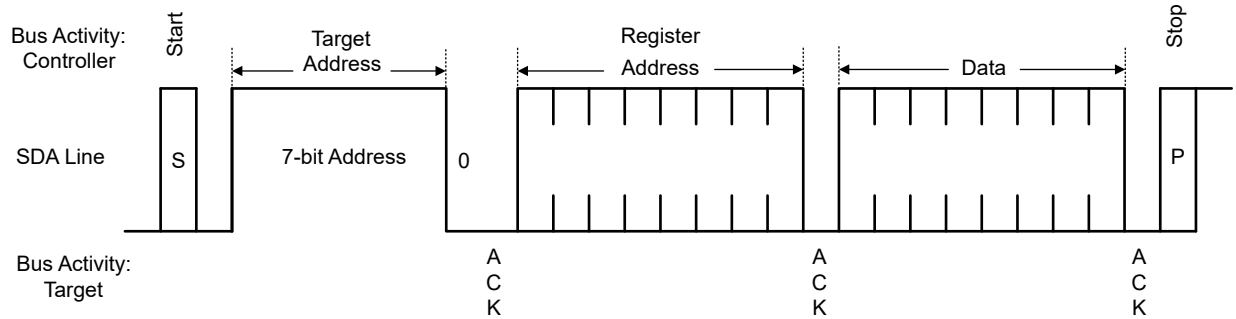 Bus Activity:
Controller
Start
Target
Address
Register
Address
Data
Stop
SDA Line
S
7-bit Address
0
P
Bus Activity:
Target
A
C
K
A
C
K
A
C
K